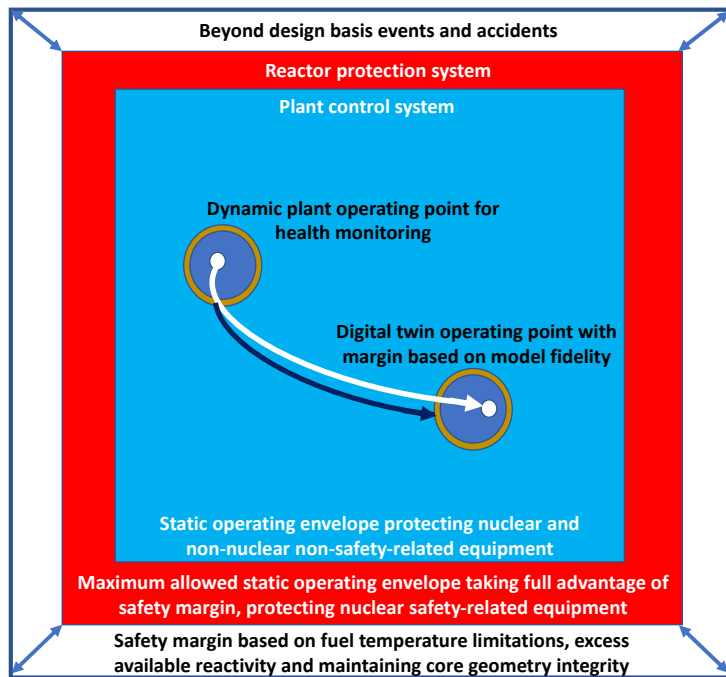 Beyond design basis events and accidents
Reactor protection system
Plant control system
Dynamic plant operating point for
health monitoring
Digital twin operating point with
margin based on model fidelity
Static operating envelope protecting nuclear and
non-nuclear non-safety-related equipment
Maximum allowed static operating envelope taking full advantage of
safety margin, protecting nuclear safety-related equipment
Safety margin based on fuel temperature limitations, excess
available reactivity and maintaining core geometry integrity